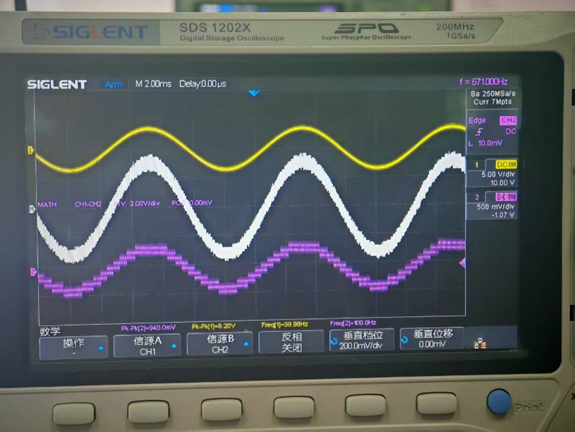 SIGLENT SDS 1202X
Digital Storage Oscilloscope
SPO
Super Phosphor Oscilloscope
200MHz
1GSa/s
SIGLENT Arm M 2.00ms Delay:0.00μs f = 671.000Hz
Sa 250MSa/s
Curr 7Mpts
Edge CH2
DC
L 10.0mV
1 DC1M
5.00 V/div
10.00 V
2 DC1M
500 mV/div
-1.07 V
MATH CH1-CH2 2.00V/div 0.00mV
数学 Pk-Pk[2]=940.0mV Pk-Pk[1]=8.20V Freq[1]=99.98Hz Freq[2]=100.0Hz
操作 信源A 信源B 反相 垂直档位 垂直位移
- CH1 CH2 关闭 200.0mV/div 0.00mV
Print